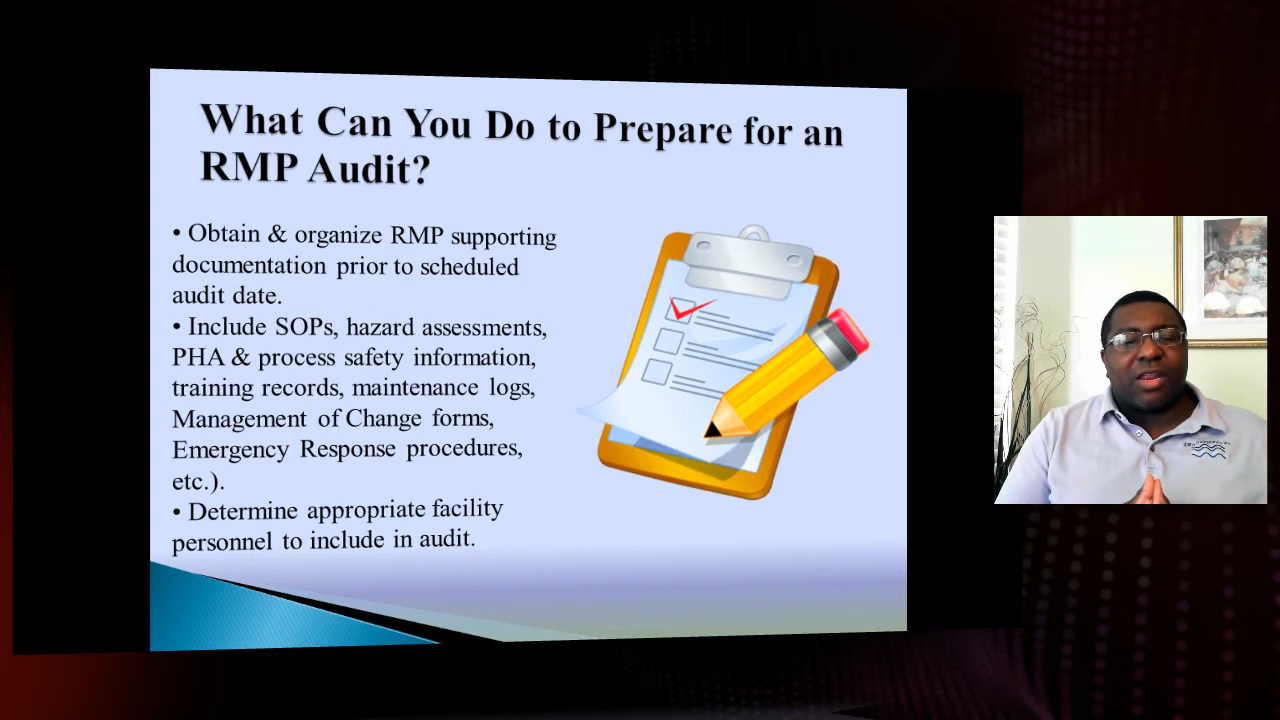 What Can You Do to Prepare for an
RMP Audit?
• Obtain & organize RMP supporting
documentation prior to scheduled
audit date.
• Include SOPs, hazard assessments,
PHA & process safety information,
training records, maintenance logs,
Management of Change forms,
Emergency Response procedures,
etc.).
• Determine appropriate facility
personnel to include in audit.